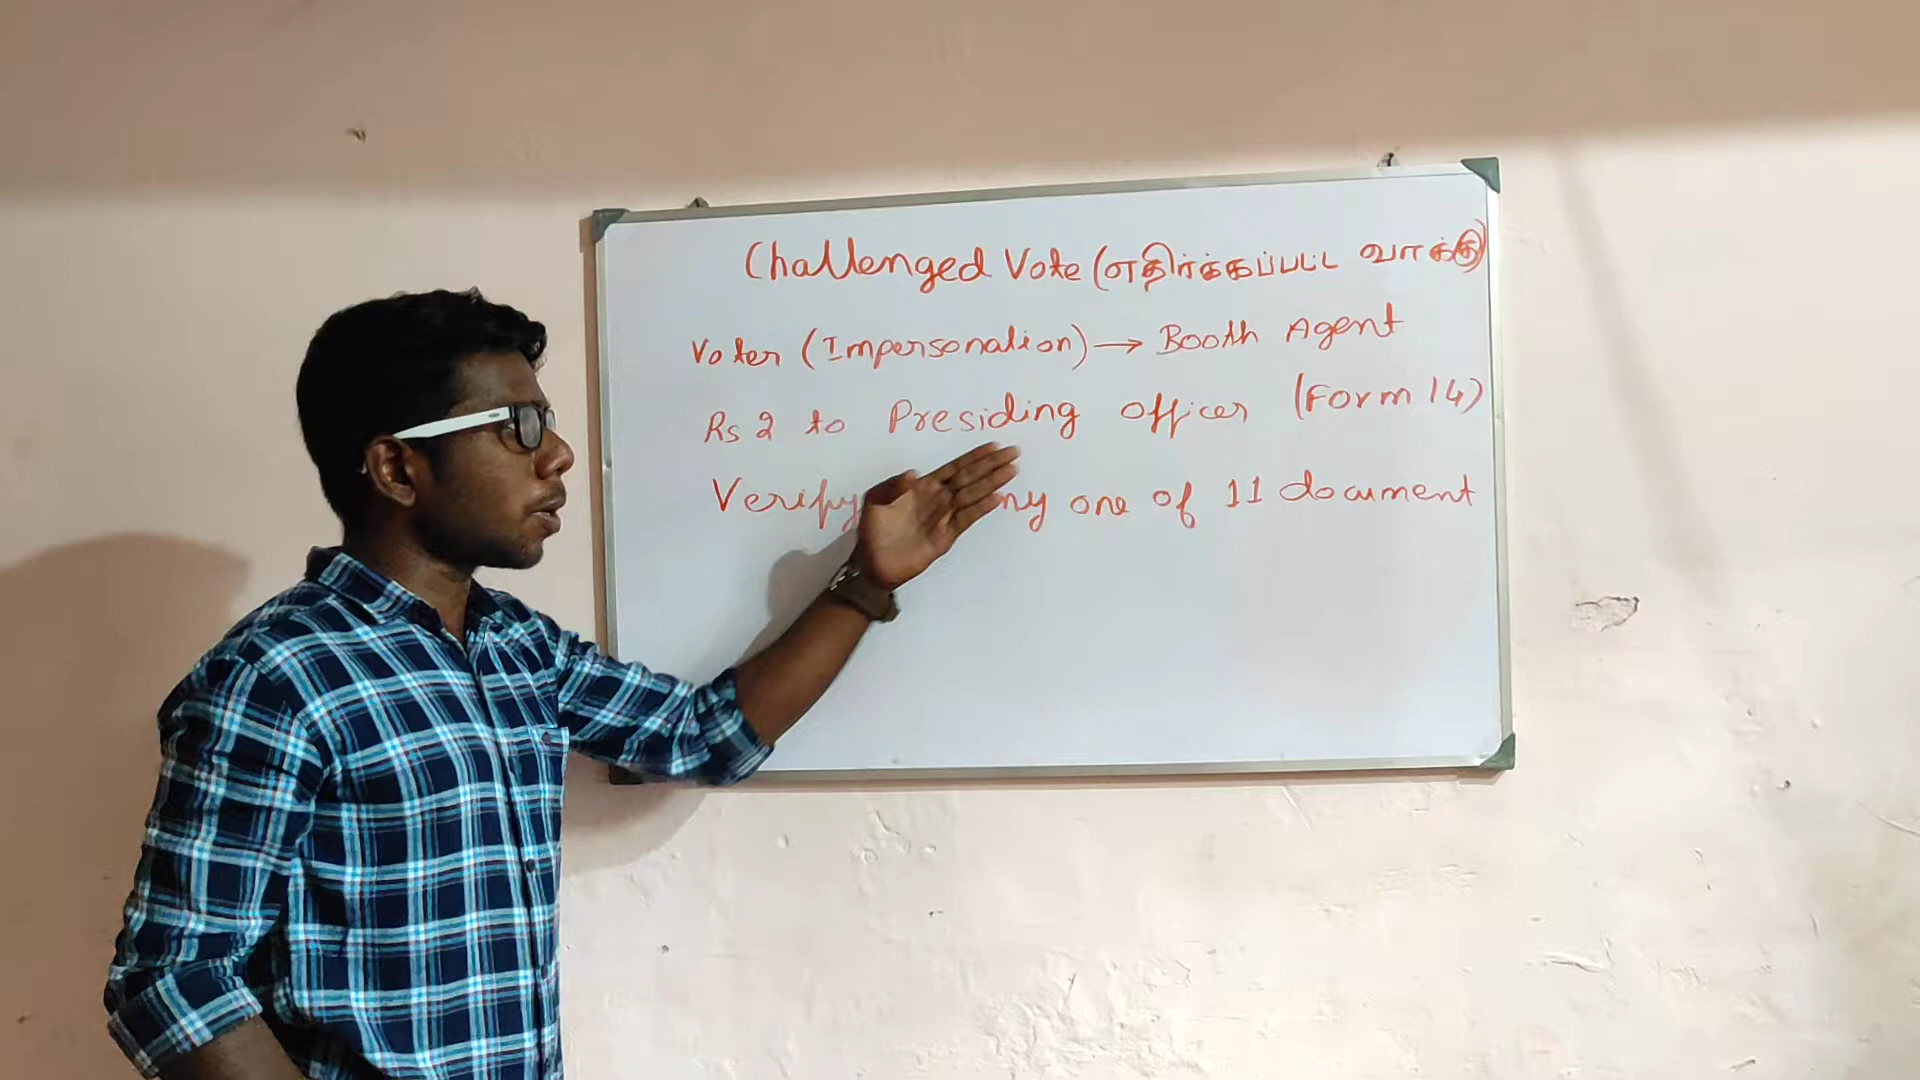 Challenged Vote (எதிர்க்கப்பட்ட வாக்கு)
Voter (Impersonation) → Booth Agent
Rs 2 to Presiding Officer (Form 14)
Verify one of 11 document